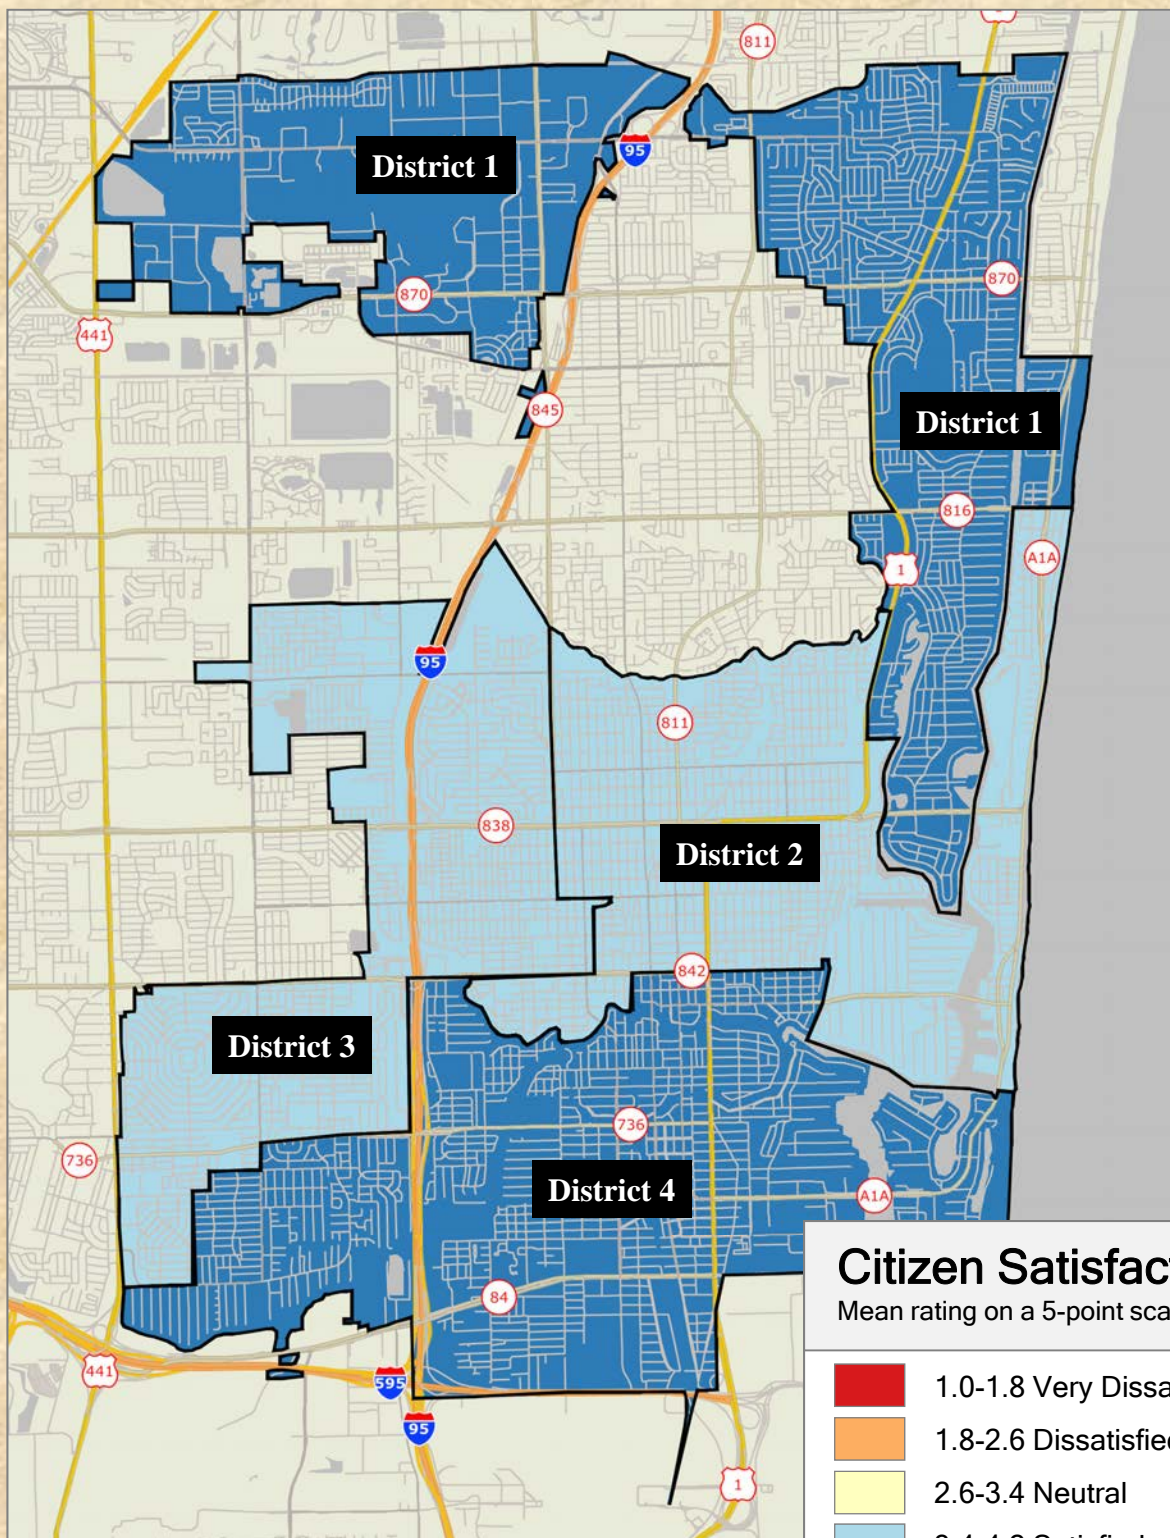 811
95
District 1
870
870
441
845
District 1
816
A1A
1
95
811
838
District 2
842
District 3
736
736
District 4
A1A
84
Citizen Satisfac
Mean rating on a 5-point sca
441
595
1.0-1.8 Very Dissa
95
1.8-2.6 Dissatisfied
1
2.6-3.4 Neutral